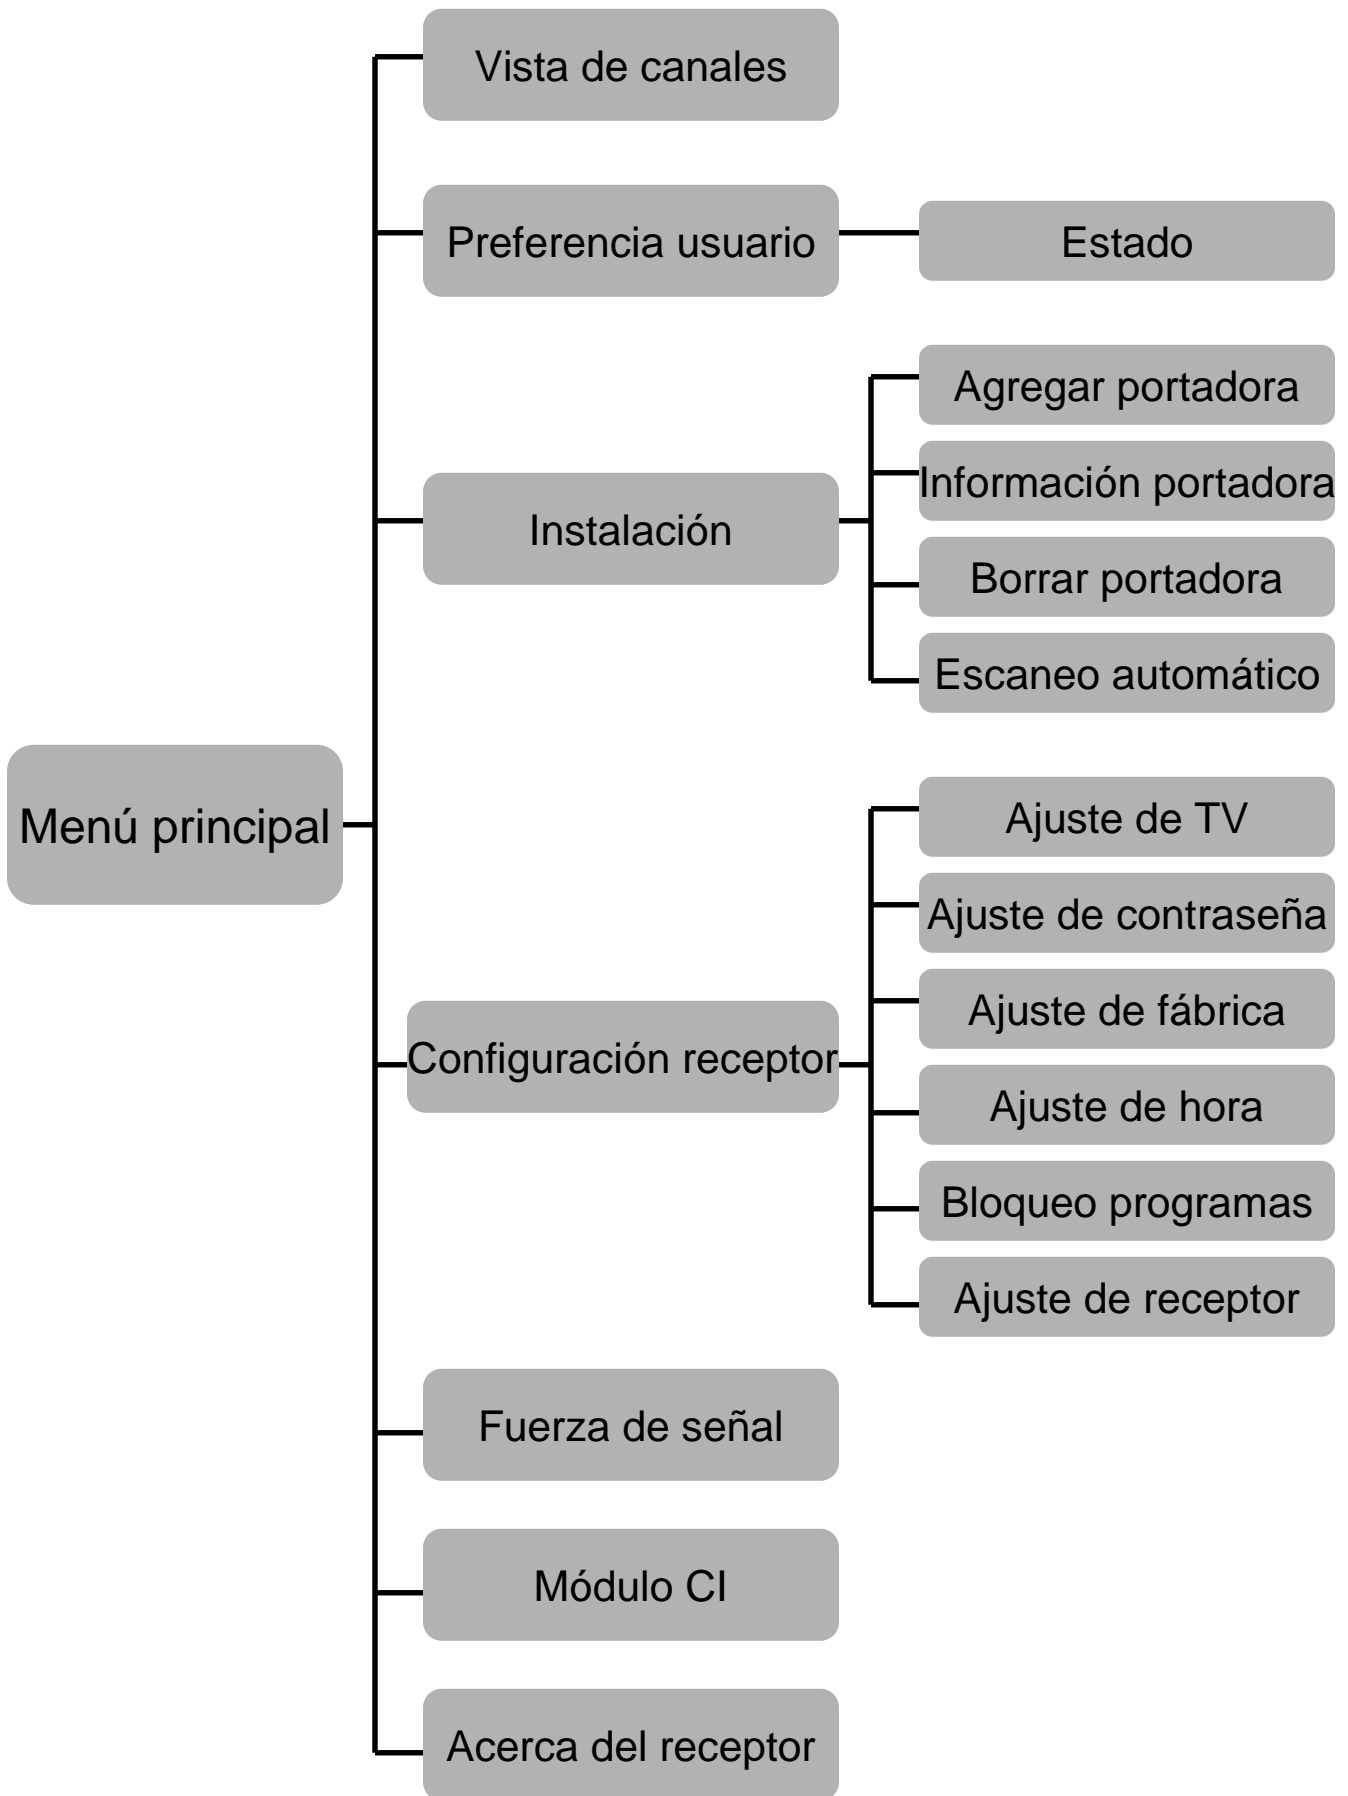 Vista de canales
Preferencia usuario
Estado
Agregar portadora
Información portadora
Instalación
Borrar portadora
Escaneo automático
Menú principal
Ajuste de TV
Ajuste de contraseña
Ajuste de fábrica
Configuración receptor
Ajuste de hora
Bloqueo programas
Ajuste de receptor
Fuerza de señal
Módulo CI
Acerca del receptor